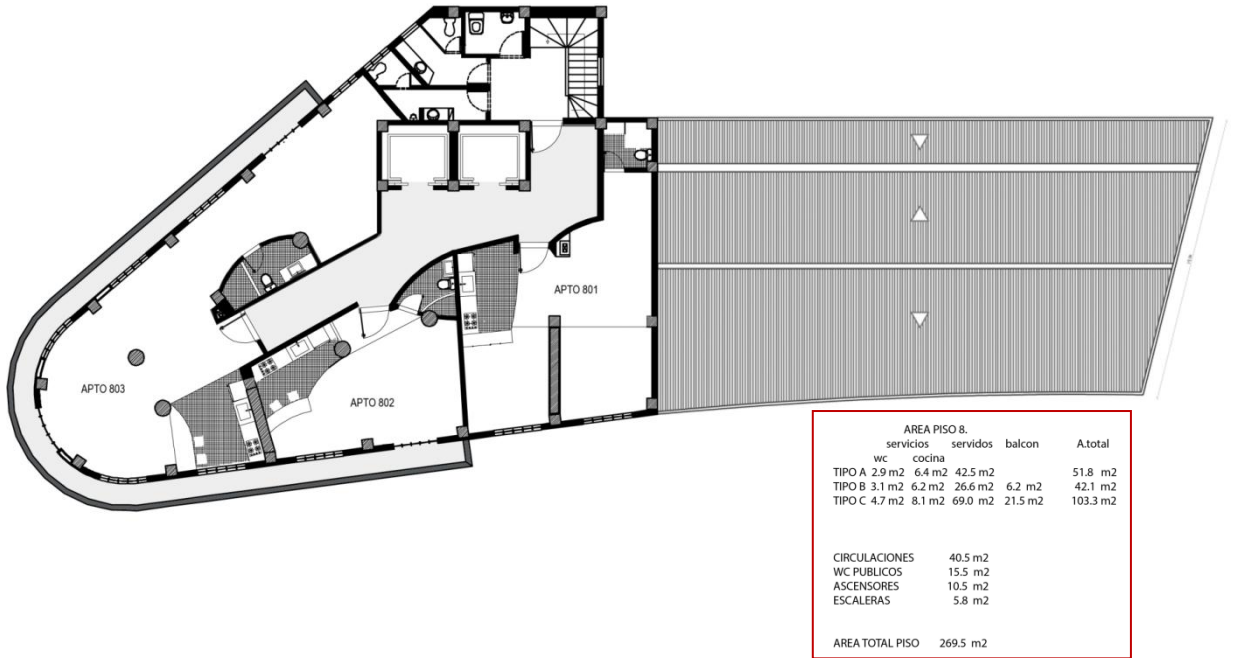 APTO 801
APTO 803
APTO 802
AREA PISO 8.
servicios servidos balcon A.total
wc cocina
TIPO A 2.9 m2 6.4 m2 42.5 m2 51.8 m2
TIPO B 3.1 m2 6.2 m2 26.6 m2 6.2 m2 42.1 m2
TIPO C 4.7 m2 8.1 m2 69.0 m2 21.5 m2 103.3 m2
CIRCULACIONES 40.5 m2
WC PUBLICOS 15.5 m2
ASCENSORES 10.5 m2
ESCALERAS 5.8 m2
AREA TOTAL PISO 269.5 m2